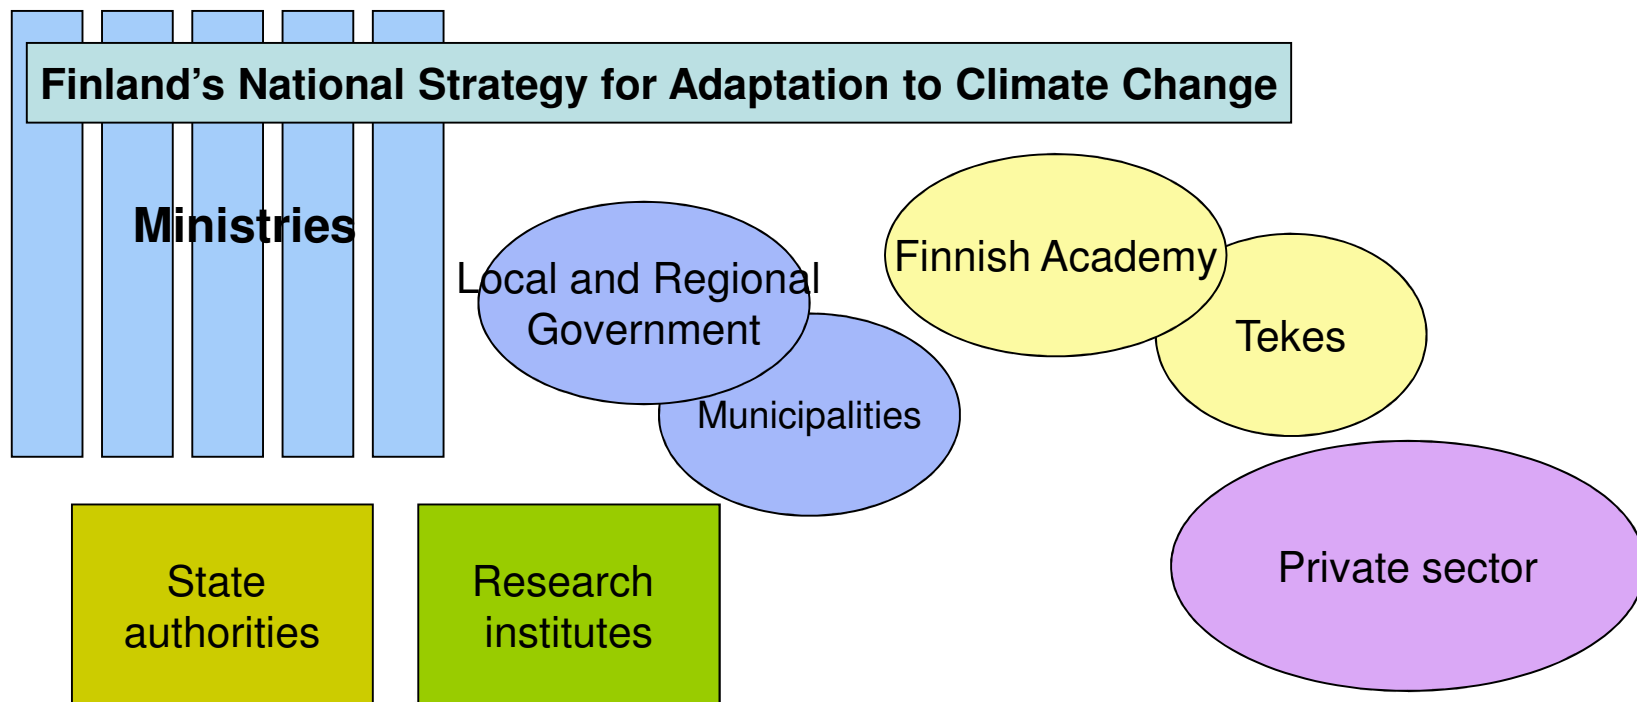 Finland’s National Strategy for Adaptation to Climate Change
Ministries
Local and Regional
Government
Municipalities
Finnish Academy
Tekes
Private sector
State
authorities
Research
institutes